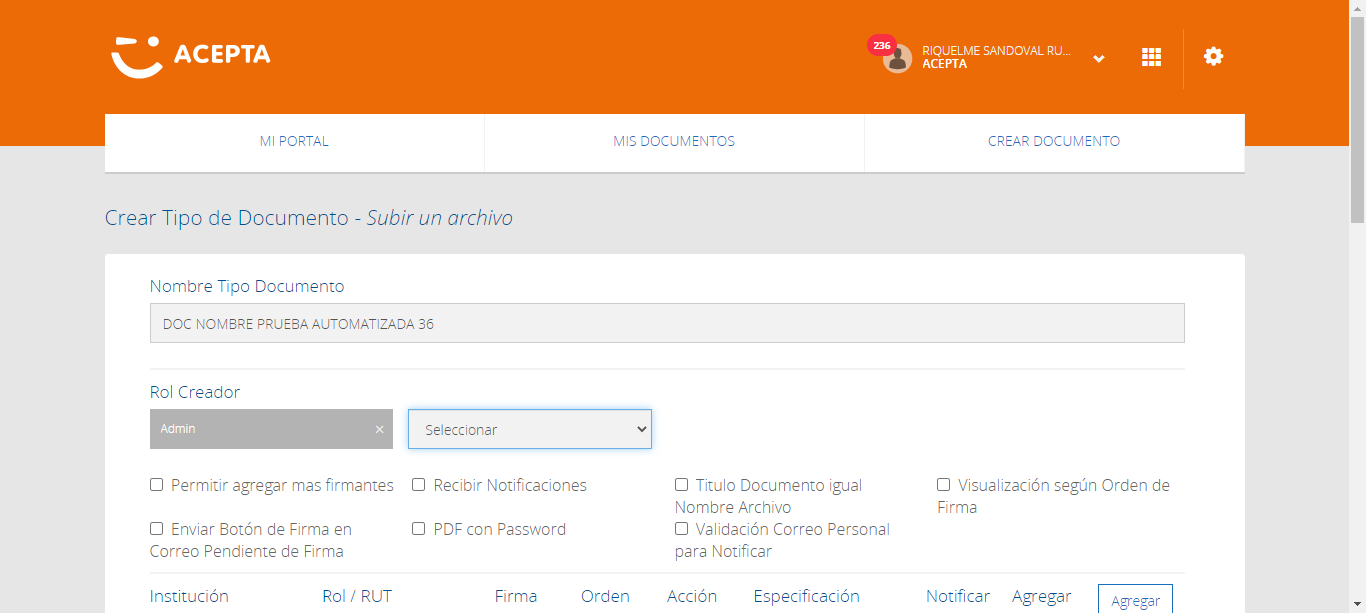 ACEPTA
236
RIQUELME SANDOVAL RU...
ACEPTA
MI PORTAL
MIS DOCUMENTOS
CREAR DOCUMENTO
Crear Tipo de Documento - Subir un archivo
Nombre Tipo Documento
DOC NOMBRE PRUEBA AUTOMATIZADA 36
Rol Creador
Admin ×
Seleccionar
Permitir agregar mas firmantes
Recibir Notificaciones
Titulo Documento igual
Nombre Archivo
Visualización según Orden de
Firma
Enviar Botón de Firma en
Correo Pendiente de Firma
PDF con Password
Validación Correo Personal
para Notificar
Institución Rol / RUT Firma Orden Acción Especificación Notificar Agregar Agregar